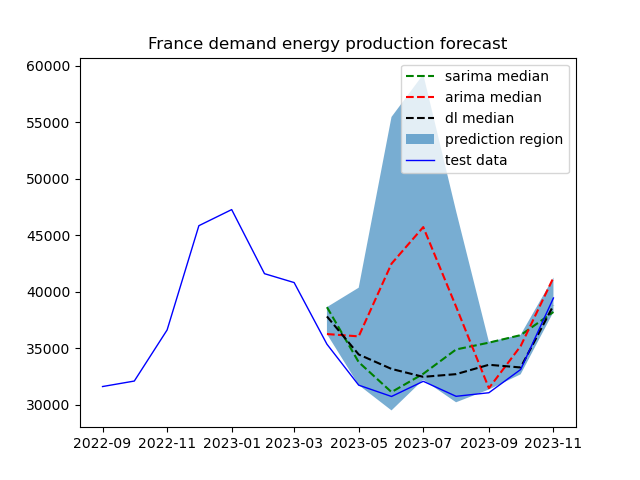 France demand energy production forecast
60000
55000
50000
45000
40000
35000
30000
sarima median
arima median
dl median
prediction region
test data
2022-09 2022-11 2023-01 2023-03 2023-05 2023-07 2023-09 2023-11